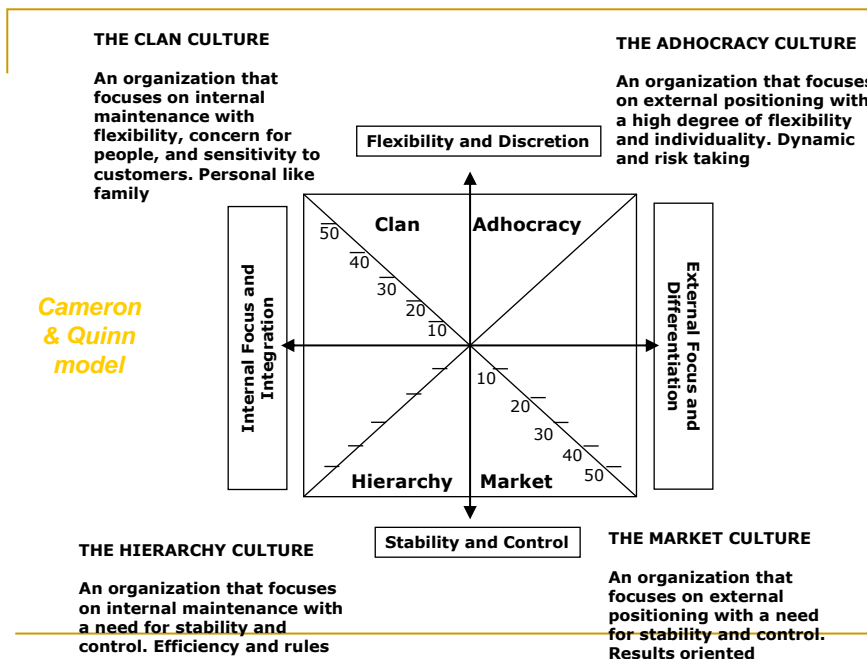 THE CLAN CULTURE
An organization that
focuses on internal
maintenance with
flexibility, concern for
people, and sensitivity to
customers. Personal like
family
THE ADHOCRACY CULTURE
An organization that focuses
on external positioning with
a high degree of flexibility
and individuality. Dynamic
and risk taking
Flexibility and Discretion
Clan
Adhocracy
50
40
30
20
10
Internal Focus and
Integration
External Focus and
Differentiation
Cameron
& Quinn
model
10
20
30
40
50
Hierarchy
Market
Stability and Control
THE HIERARCHY CULTURE
An organization that focuses
on internal maintenance with
a need for stability and
control. Efficiency and rules
THE MARKET CULTURE
An organization that
focuses on external
positioning with a need
for stability and control.
Results oriented